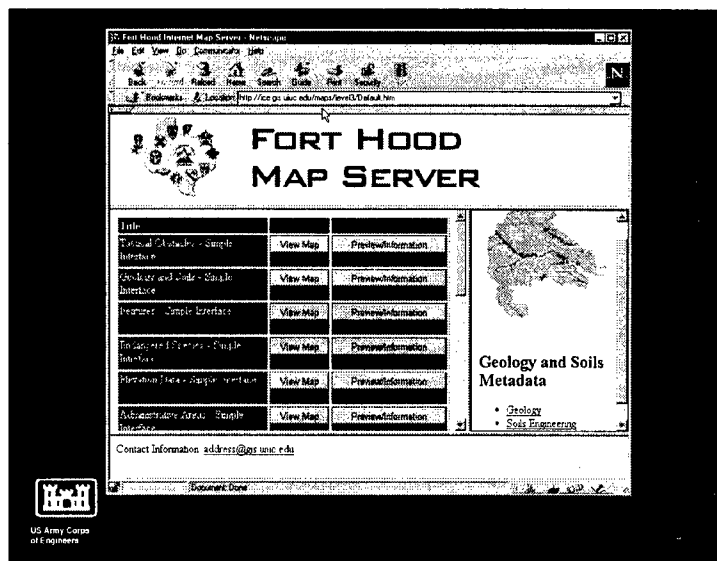 Fort Hood Internet Map Server - Netscape
File Edit View Go Communicator Help
Back Reload Home Search Guide Print Security
Bookmarks Location http://ice.gis.uiuc.edu/maps/level3/Default.htm
N
FORT HOOD
MAP SERVER
Title
Tactical Obstacles - Simple
Interface
View Map
Preview/Information
Geology and Soils - Simple
Interface
View Map
Preview/Information
Features - Simple Interface
View Map
Preview/Information
Endangered Species - Simple
Interface
View Map
Preview/Information
Elevation Data - Simple Interface
View Map
Preview/Information
Administrative Areas - Simple
Interface
View Map
Preview/Information
Geology and Soils
Metadata
Geology
Soils Engineering
Contact Information address@gis.uiuc.edu
Document: Done
US Army Corps
of Engineers